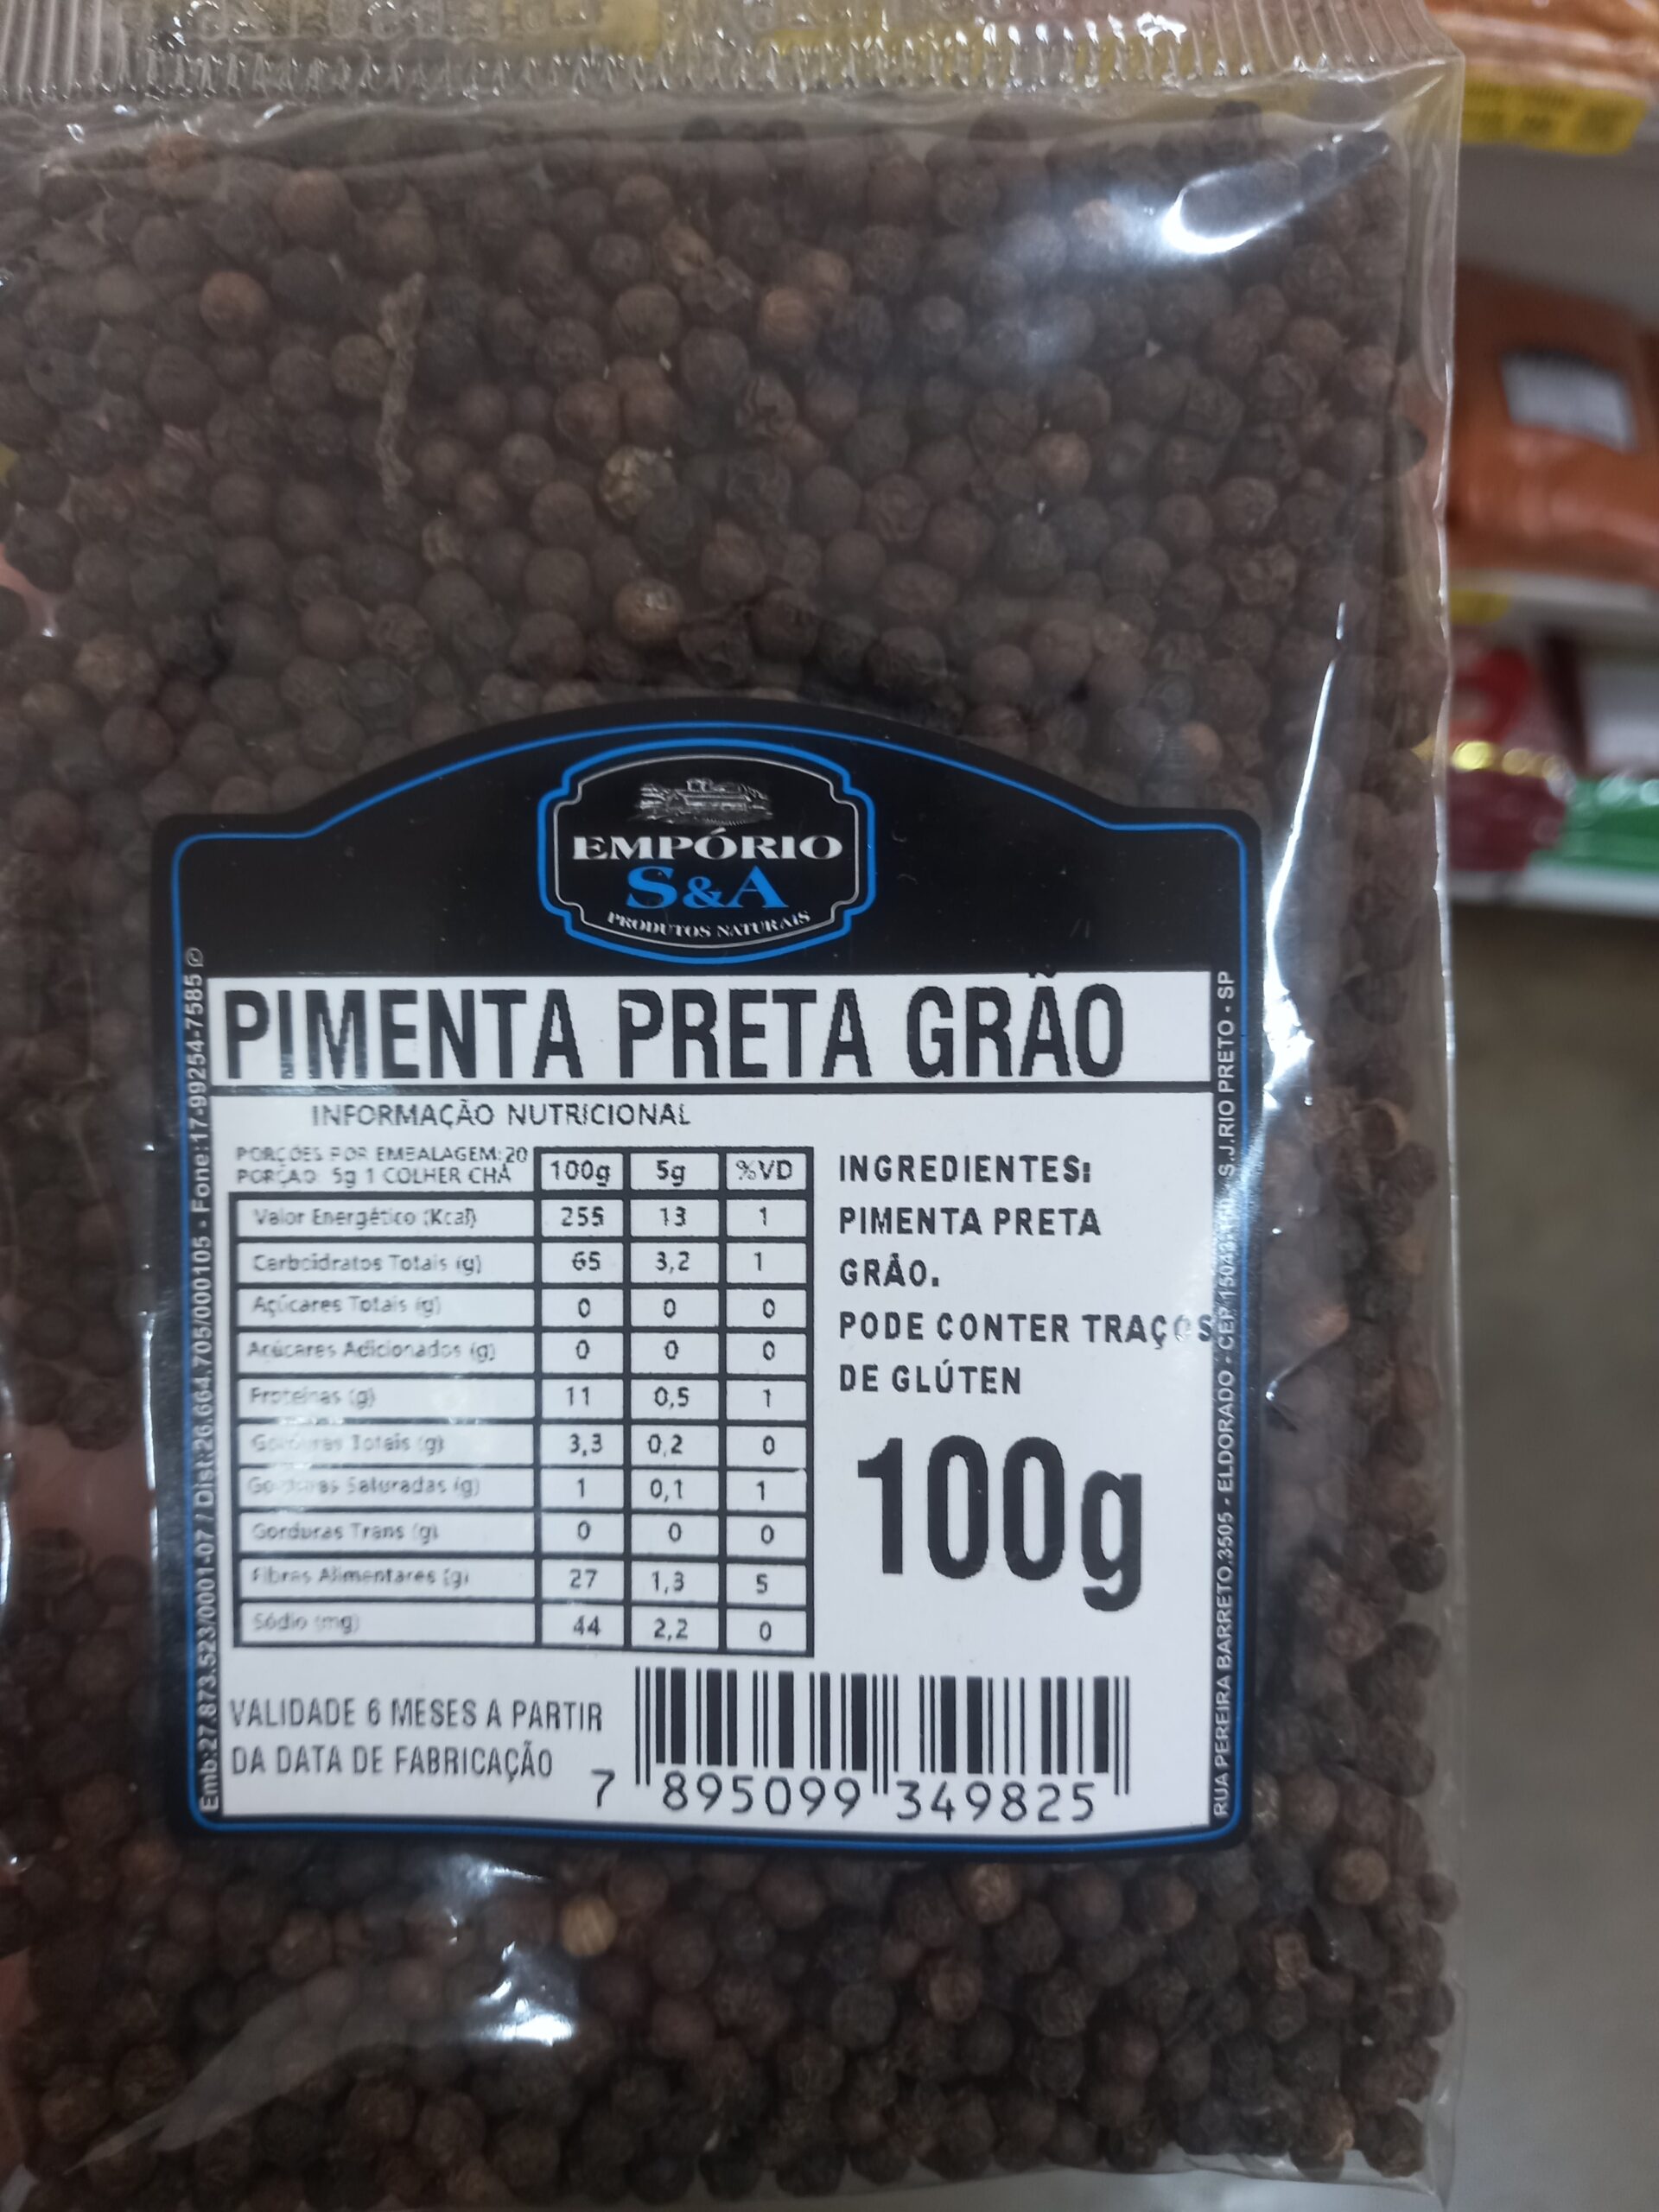 EMPÓRIO
S&A
PRODUTOS NATURAIS
PIMENTA PRETA GRÃO
INFORMAÇÃO NUTRICIONAL
PORÇÕES POR EMBALAGEM: 20
PORÇÃO: 5g 1 COLHER CHÁ
100g 5g %VD
Valor Energético (Kcal) 255 13 1
Carboidratos Totais (g) 65 3,2 1
Açúcares Totais (g) 0 0 0
Açúcares Adicionados (g) 0 0 0
Proteínas (g) 11 0,5 1
Gorduras Totais (g) 3,3 0,2 0
Gorduras Saturadas (g) 1 0,1 1
Gorduras Trans (g) 0 0 0
Fibras Alimentares (g) 27 1,3 5
Sódio (mg) 44 2,2 0
INGREDIENTES:
PIMENTA PRETA
GRÃO.
PODE CONTER TRAÇOS
DE GLÚTEN
100g
VALIDADE 6 MESES A PARTIR
DA DATA DE FABRICAÇÃO
7 895099 349825
Emb:27.873.523/0001-07 / Dist:26.664.705/000105 - Fone:17-99254-7585
RUA PEREIRA BARRETO,3505 - ELDORADO - CEP S.J.RIO PRETO - SP